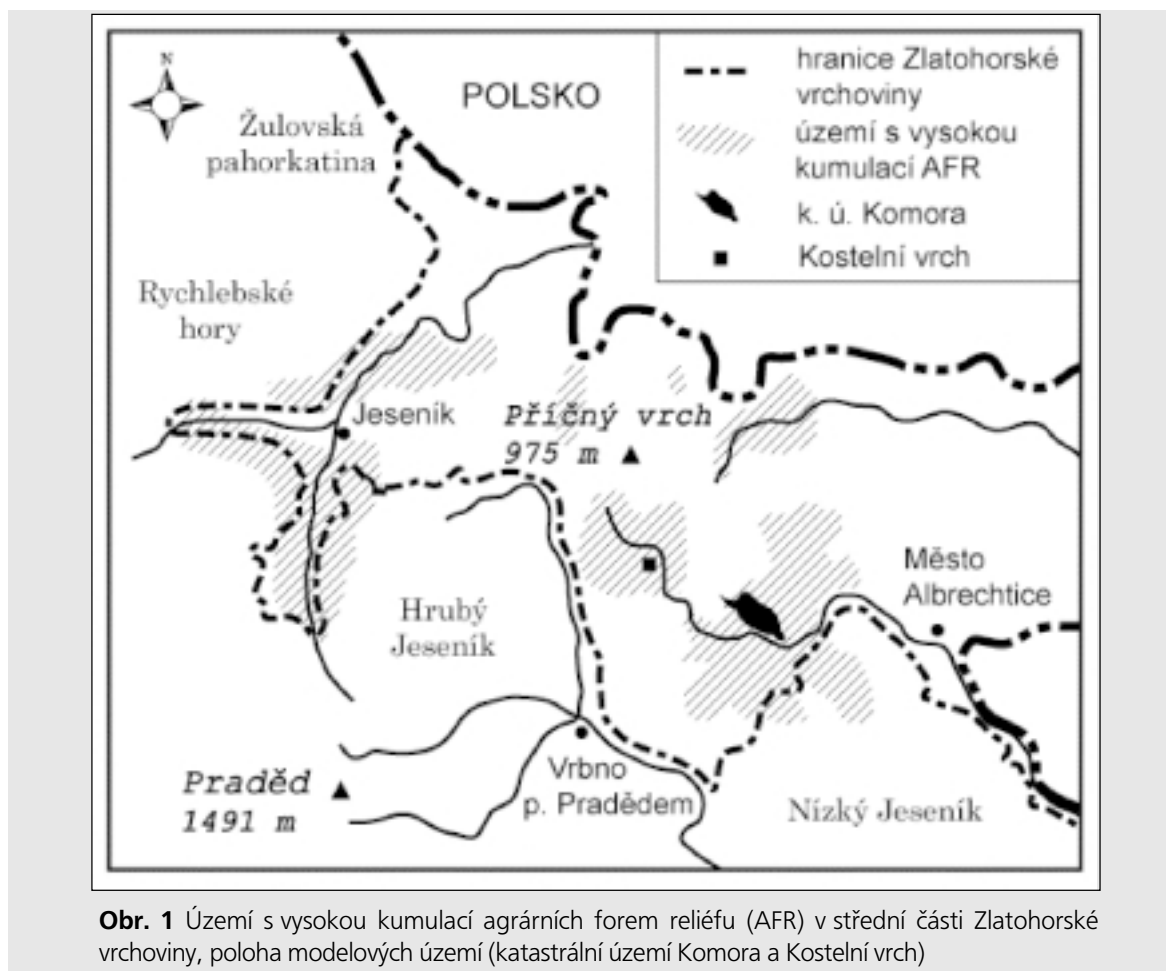 N
POLSKO
Žulovská
pahorkatina
hranice Zlatohorské
vrchoviny
území s vysokou
kumulací AFR
k. ú. Komora
Kostelní vrch
Rychlebské
hory
Jeseník
Příčný vrch
975 m
Město
Albrechtice
Hrubý
Jeseník
Praděd
1491 m
Vrbno
p. Pradědem
Nízký Jeseník
Obr. 1 Území s vysokou kumulací agrárních forem reliéfu (AFR) v střední části Zlatohorské
vrchoviny, poloha modelových území (katastrální území Komora a Kostelní vrch)